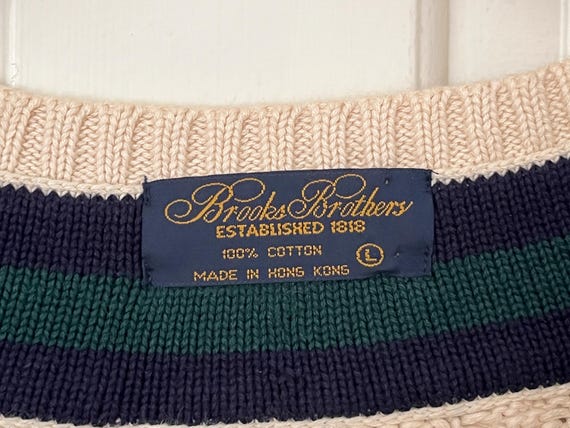 Brooks Brothers
ESTABLISHED 1818
100% COTTON
MADE IN HONG KONG L